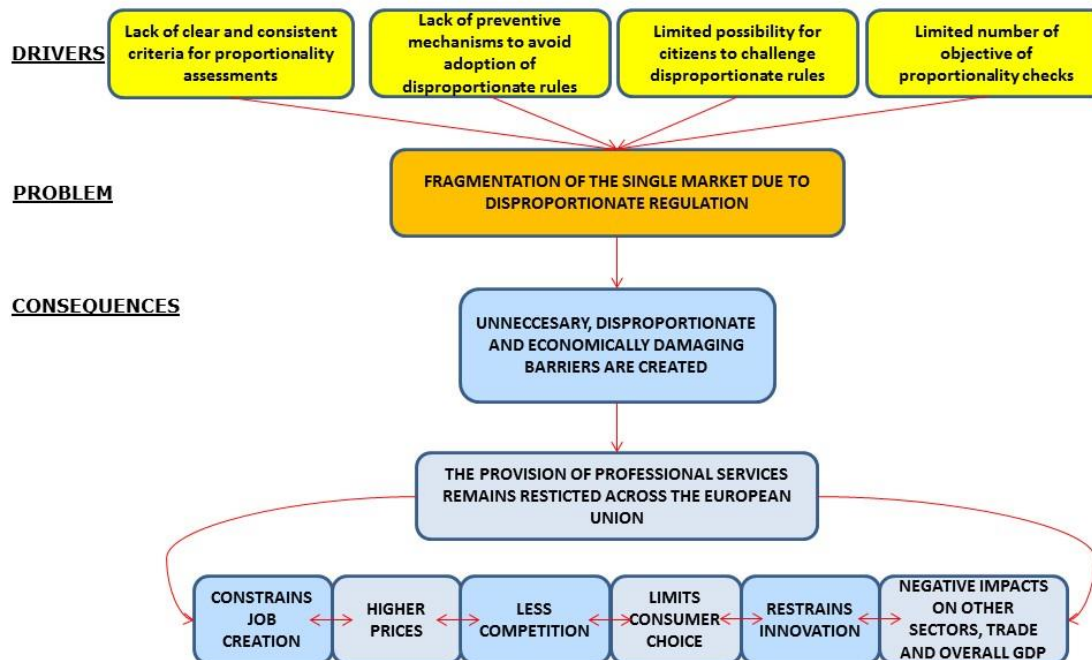 DRIVERS
Lack of clear and consistent
criteria for proportionality
assessments
Lack of preventive
mechanisms to avoid
adoption of
disproportionate rules
Limited possibility for
citizens to challenge
disproportionate rules
Limited number of
objective of
proportionality checks
PROBLEM
FRAGMENTATION OF THE SINGLE MARKET DUE TO
DISPROPORTIONATE REGULATION
CONSEQUENCES
UNNECCESARY, DISPROPORTIONATE
AND ECONOMICALLY DAMAGING
BARRIERS ARE CREATED
THE PROVISION OF PROFESSIONAL SERVICES
REMAINS RESTICTED ACROSS THE EUROPEAN
UNION
CONSTRAINS
JOB
CREATION
HIGHER
PRICES
LESS
COMPETITION
LIMITS
CONSUMER
CHOICE
RESTRAINS
INNOVATION
NEGATIVE IMPACTS
ON OTHER
SECTORS, TRADE
AND OVERALL GDP